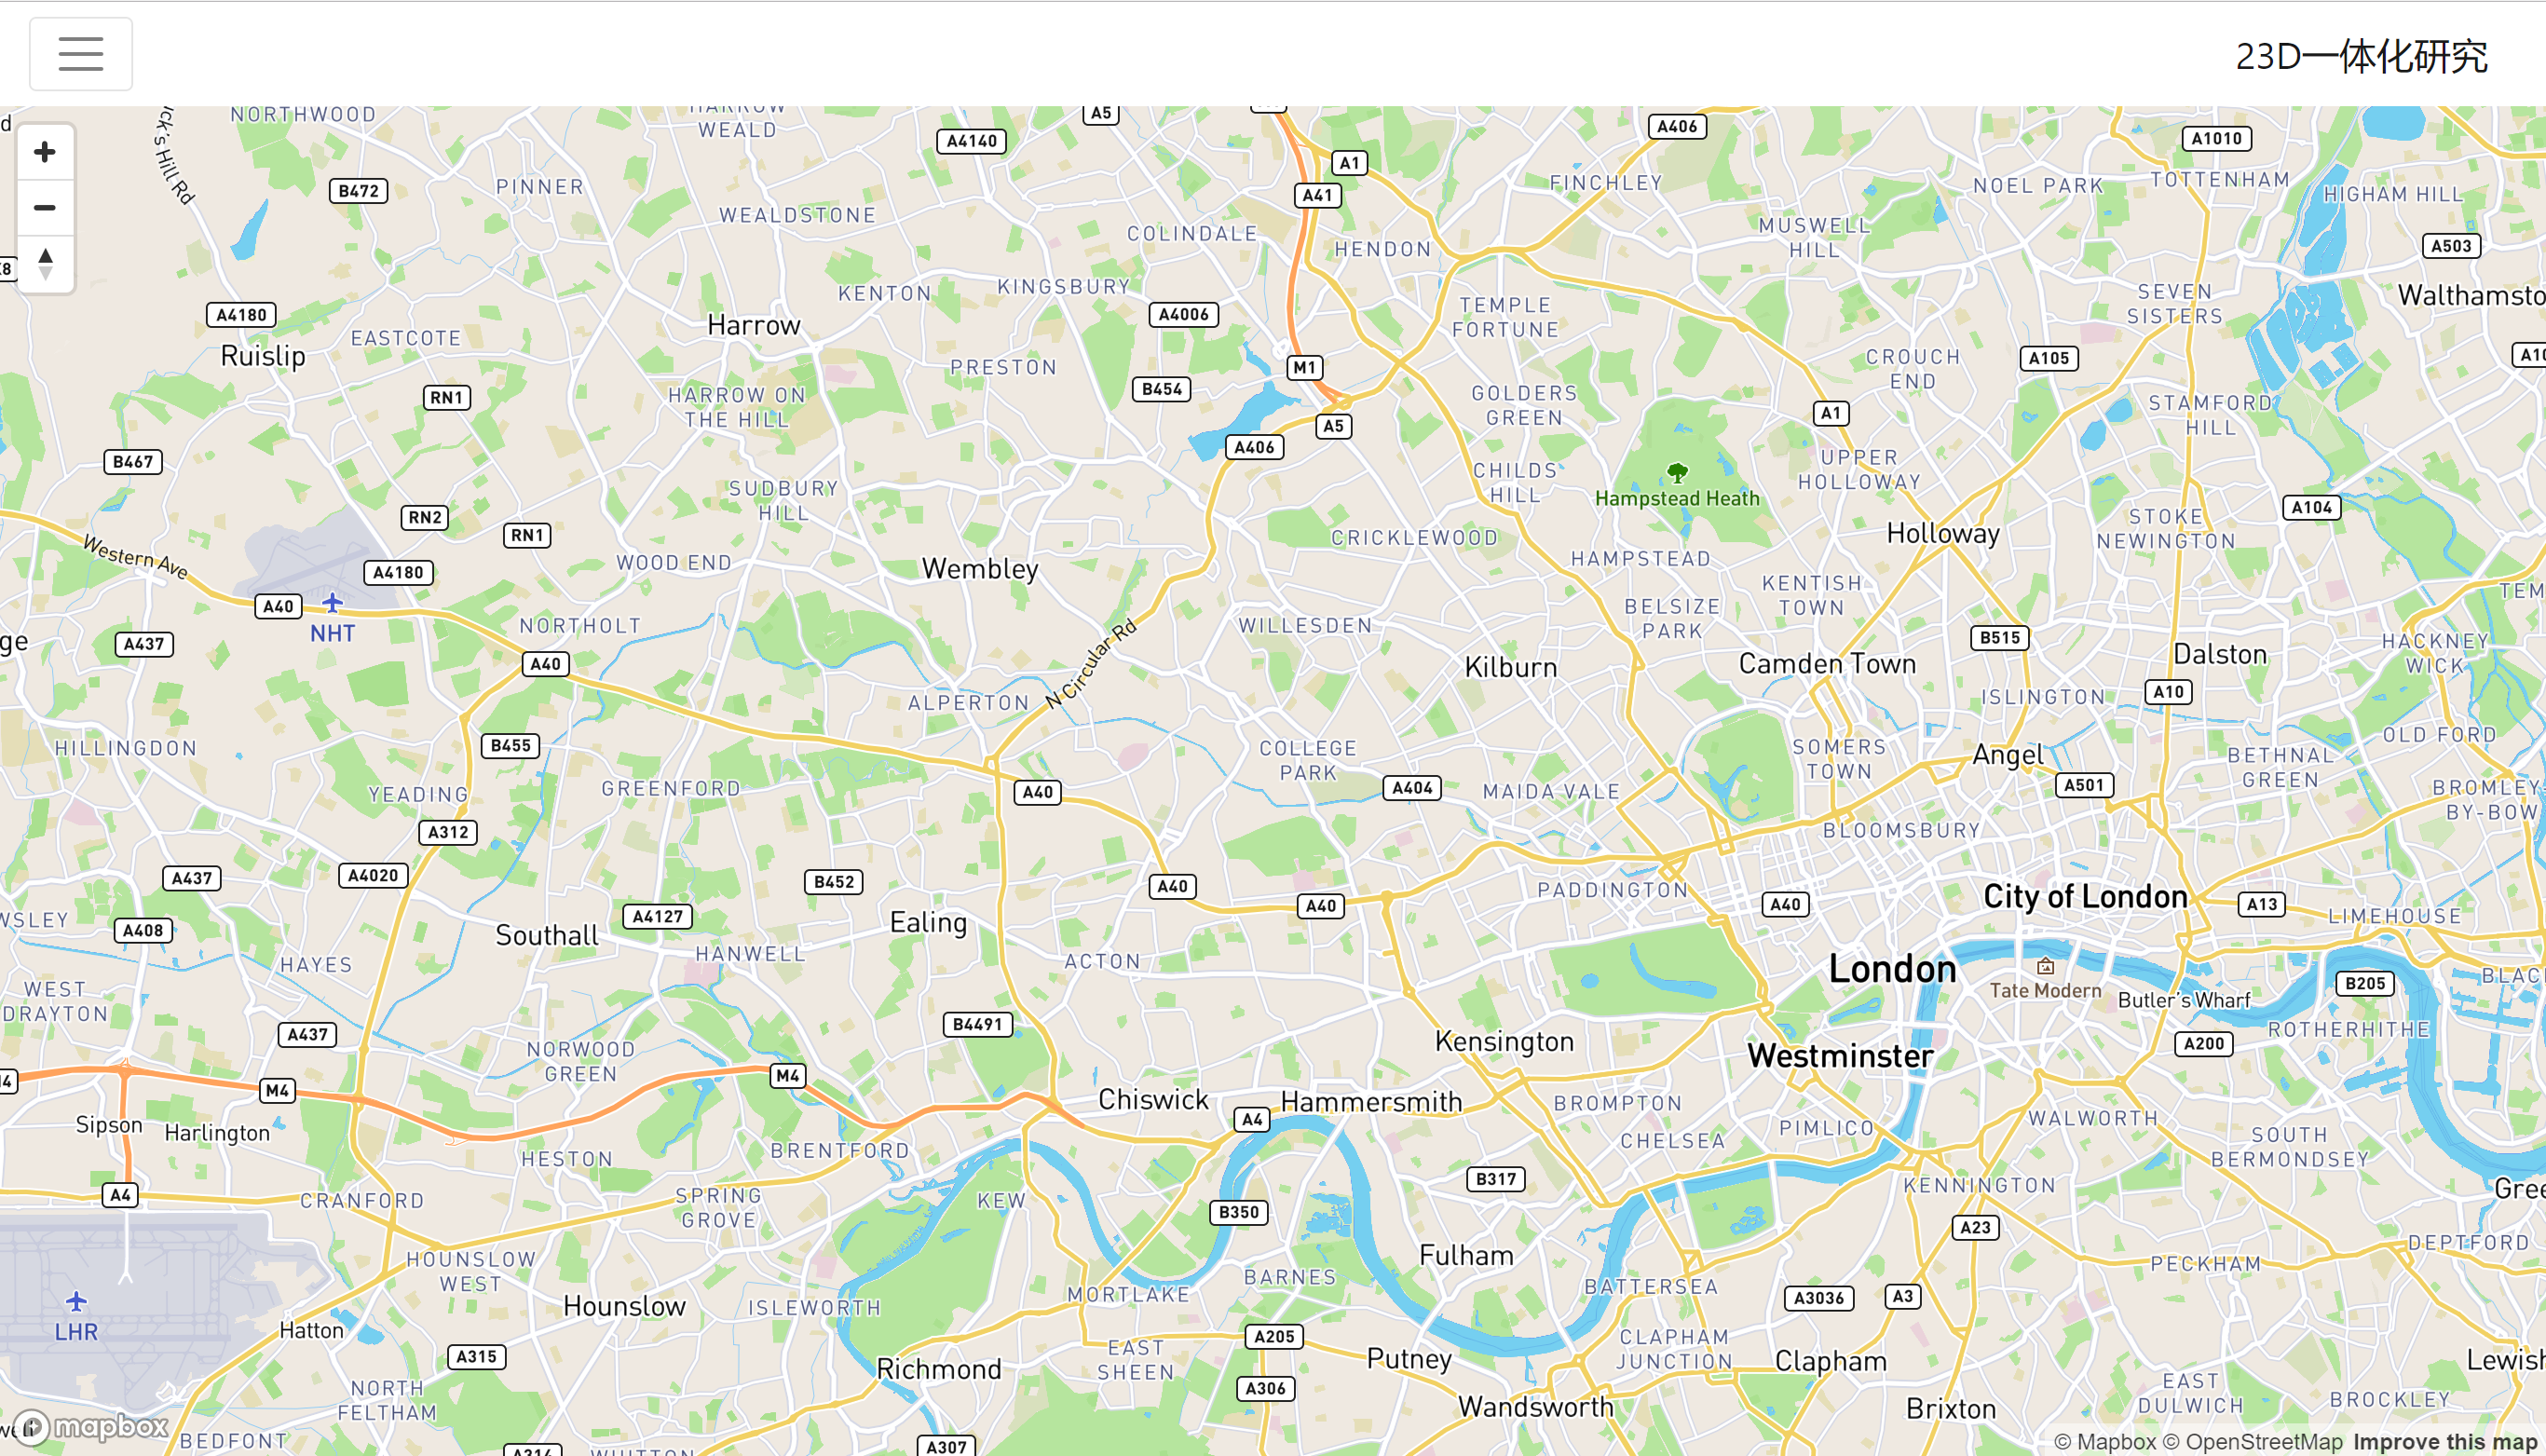 23D一体化研究
NORTHWOOD
HARROW
WEALD
A5
A4140
A406
A1010
A1
A41
B472
PINNER
FINCHLEY
NOEL PARK
TOTTENHAM
HIGHAM HILL
WEALDSTONE
COLINDALE
HENDON
MUSWELL
HILL
A503
KENTON
KINGSBURY
A4180
A4006
TEMPLE
FORTUNE
SEVEN
SISTERS
Harrow
EASTCOTE
Ruislip
PRESTON
M1
CROUCH
END
A105
B454
RN1
HARROW ON
THE HILL
GOLDERS
GREEN
A1
STAMFORD
HILL
A5
A406
B467
CHILDS
HILL
UPPER
HOLLOWAY
SUDBURY
HILL
Hampstead Heath
A104
RN2
RN1
Western Ave
CRICKLEWOOD
Holloway
STOKE
NEWINGTON
WOOD END
Wembley
HAMPSTEAD
A4180
KENTISH
TOWN
A40
NHT
NORTHOLT
BELSIZE
PARK
WILLESDEN
A437
B515
HACKNEY
WICK
A40
N Circular Rd
Kilburn
Camden Town
Dalston
ALPERTON
ISLINGTON
A10
HILLINGDON
B455
COLLEGE
PARK
SOMERS
TOWN
Angel
OLD FORD
BETHNAL
GREEN
YEADING
GREENFORD
A40
A404
MAIDA VALE
A501
BROMLEY-
BY-BOW
A312
BLOOMSBURY
A437
A4020
B452
A40
A40
PADDINGTON
A40
City of London
A13
LIMEHOUSE
A408
Southall
A4127
Ealing
HANWELL
ACTON
HAYES
London
Tate Modern
Butler's Wharf
B205
WEST
DRAYTON
A437
B4491
Kensington
Westminster
A200
ROTHERHITHE
NORWOOD
GREEN
M4
M4
Chiswick
A4
Hammersmith
Sipson
Harlington
BROMPTON
CHELSEA
PIMLICO
WALWORTH
SOUTH
BERMONDSEY
HESTON
BRENTFORD
A4
CRANFORD
SPRING
GROVE
KEW
B350
B317
KENNINGTON
A23
HOUNSLOW
WEST
Fulham
DEPTFORD
PECKHAM
BARNES
MORTLAKE
BATTERSEA
A3036
A3
Hounslow
ISLEWORTH
LHR
Hatton
A315
A205
EAST
SHEEN
Richmond
Putney
CLAPHAM
JUNCTION
Clapham
A306
NORTH
FELTHAM
Wandsworth
Brixton
EAST
DULWICH
BROCKLEY
mapbox
BEDFONT
A307
© Mapbox © OpenStreetMap Improve this map